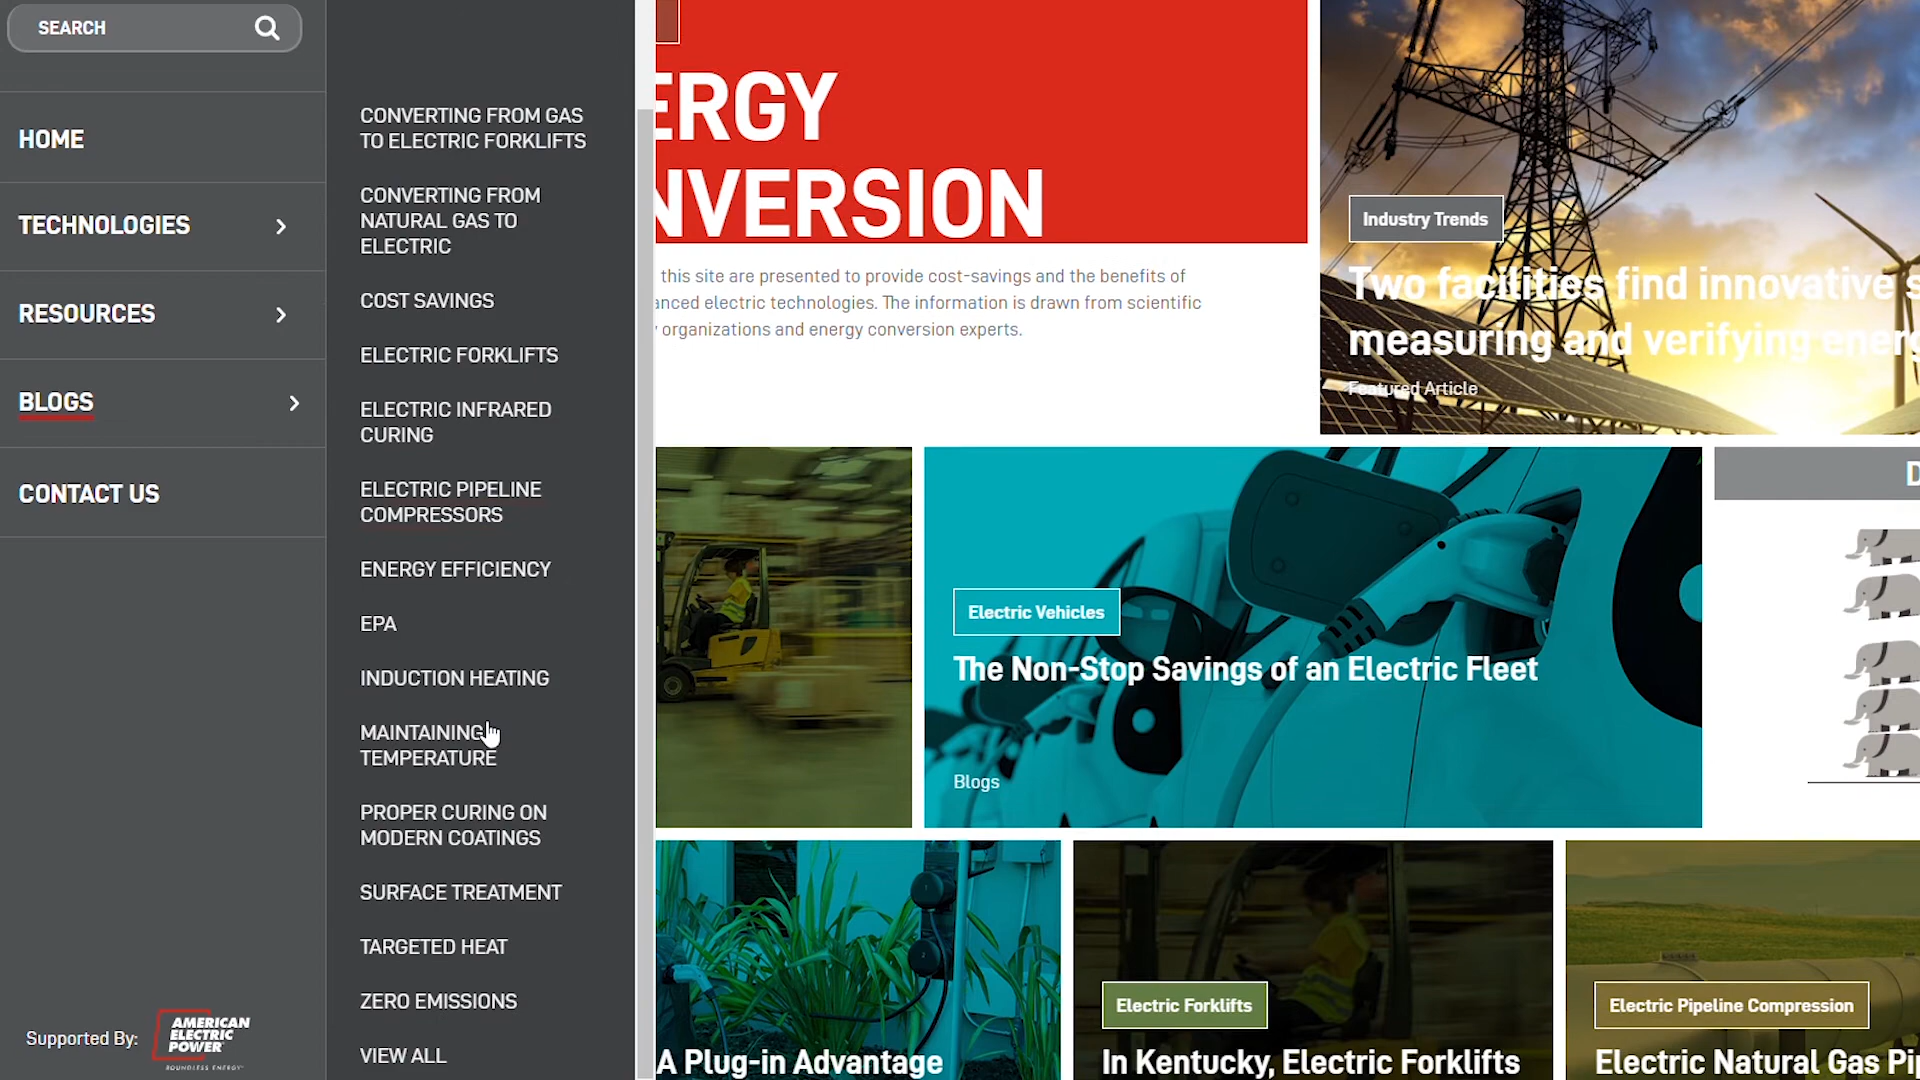 SEARCH
HOME
TECHNOLOGIES
RESOURCES
BLOGS
CONTACT US
Supported By:
AMERICAN
ELECTRIC
POWER
BOUNDLESS ENERGY
CONVERTING FROM GAS
TO ELECTRIC FORKLIFTS
CONVERTING FROM
NATURAL GAS TO
ELECTRIC
COST SAVINGS
ELECTRIC FORKLIFTS
ELECTRIC INFRARED
CURING
ELECTRIC PIPELINE
COMPRESSORS
ENERGY EFFICIENCY
EPA
INDUCTION HEATING
MAINTAINING
TEMPERATURE
PROPER CURING ON
MODERN COATINGS
SURFACE TREATMENT
TARGETED HEAT
ZERO EMISSIONS
VIEW ALL
ERGY
NVERSION
this site are presented to provide cost-savings and the benefits of
anced electric technologies. The information is drawn from scientific
organizations and energy conversion experts.
Industry Trends
Two facilities find innovative s
measuring and verifying energ
Featured Article
Electric Vehicles
The Non-Stop Savings of an Electric Fleet
Blogs
D
A Plug-in Advantage
Electric Forklifts
In Kentucky, Electric Forklifts
Electric Pipeline Compression
Electric Natural Gas Pi